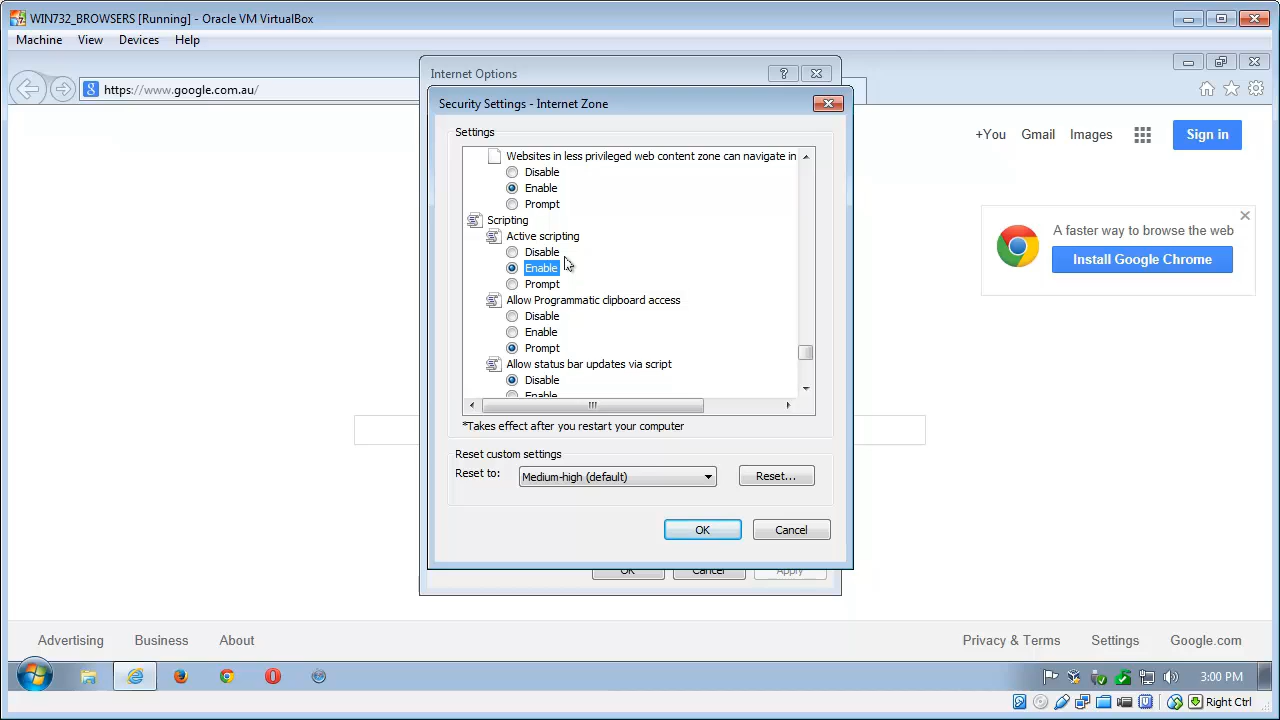 WIN732_BROWSERS [Running] - Oracle VM VirtualBox
Machine View Devices Help
Internet Options
https://www.google.com.au/
Security Settings - Internet Zone
Settings
+You Gmail Images Sign in
Websites in less privileged web content zone can navigate in
Disable
Enable
Prompt
Scripting
Active scripting
Disable
Enable
Prompt
Allow Programmatic clipboard access
Disable
Enable
Prompt
Allow status bar updates via script
Disable
Enable
A faster way to browse the web
Install Google Chrome
*Takes effect after you restart your computer
Reset custom settings
Reset to: Medium-high (default) Reset...
OK Cancel
OK Cancel Apply
Advertising Business About Privacy & Terms Settings Google.com
3:00 PM
Right Ctrl